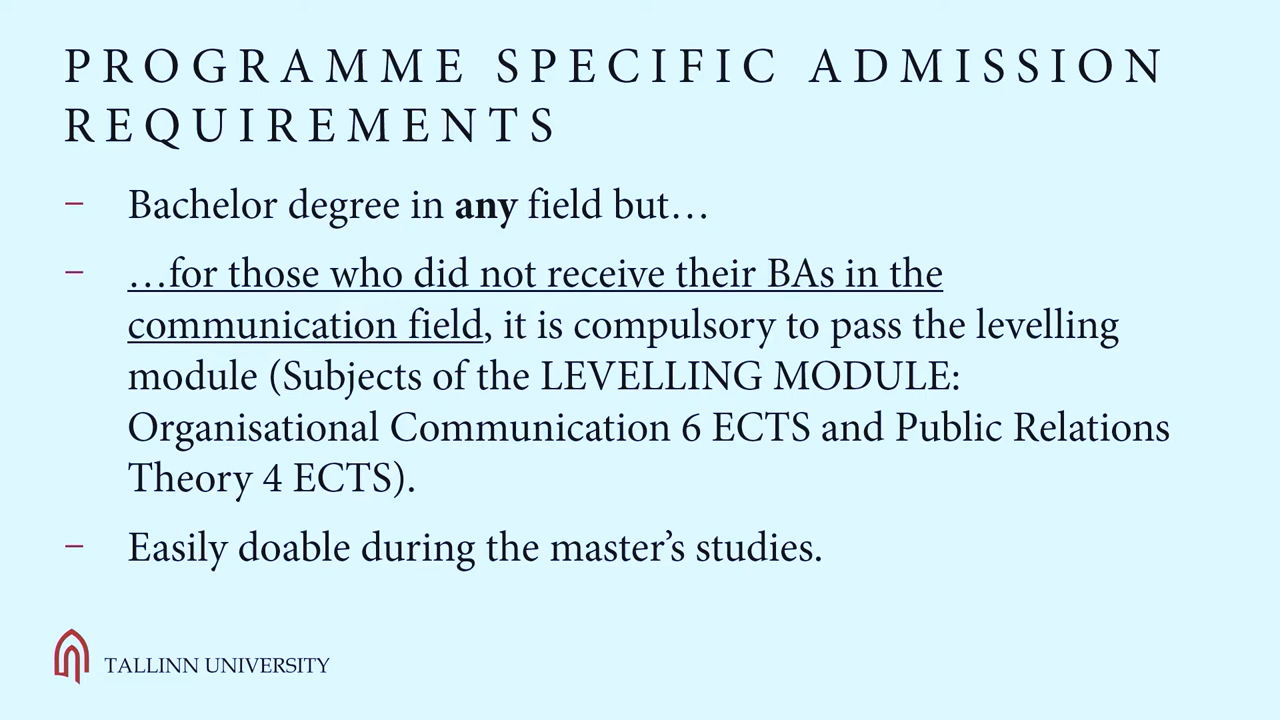 PROGRAMME SPECIFIC ADMISSION
REQUIREMENTS
– Bachelor degree in any field but…
– …for those who did not receive their BAs in the
communication field, it is compulsory to pass the levelling
module (Subjects of the LEVELLING MODULE:
Organisational Communication 6 ECTS and Public Relations
Theory 4 ECTS).
– Easily doable during the master’s studies.
TALLINN UNIVERSITY